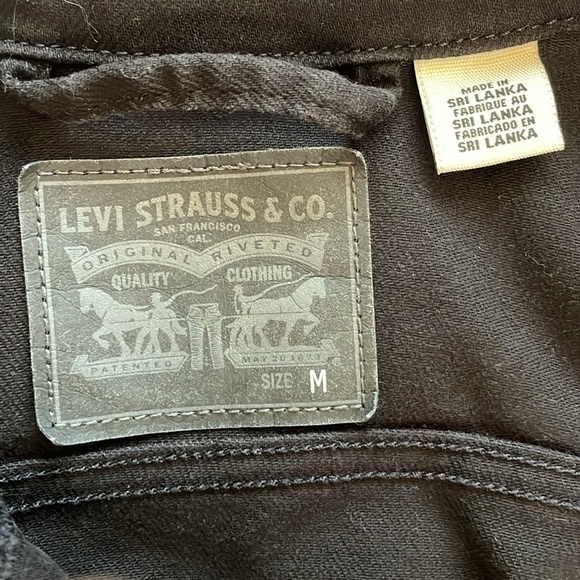 MADE IN
SRI LANKA
FABRIQUE AU
SRI LANKA
FABRICADO EN
SRI LANKA
LEVI STRAUSS & CO.
SAN FRANCISCO
CAL.
ORIGINAL RIVETED
QUALITY CLOTHING
PATENTED MAY 20 1873
SIZE M